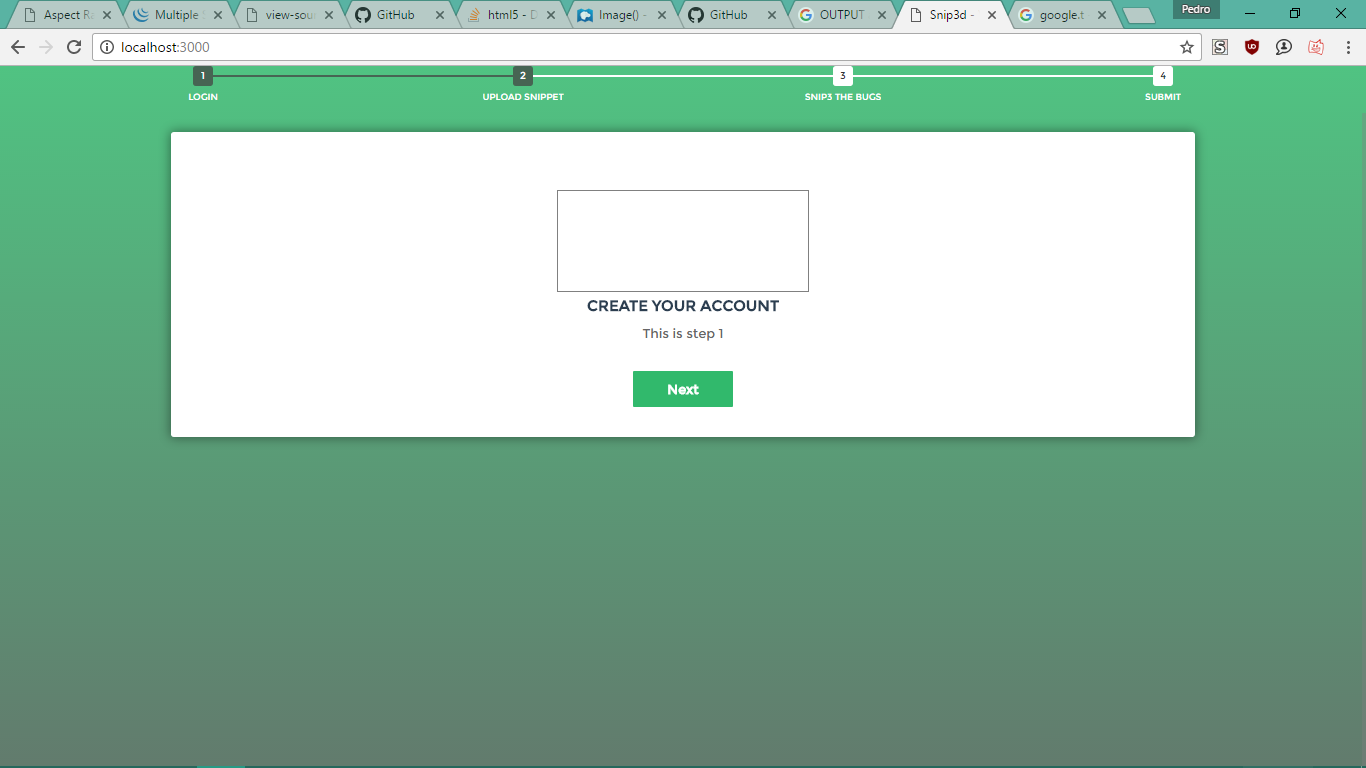 Pedro
Aspect Ra
Multiple S
view-sour
GitHub
html5 - D
Image() -
GitHub
OUTPUT
Snip3d -
google.t
localhost:3000
1 2 3 4
LOGIN UPLOAD SNIPPET SNIP3 THE BUGS SUBMIT
CREATE YOUR ACCOUNT
This is step 1
Next